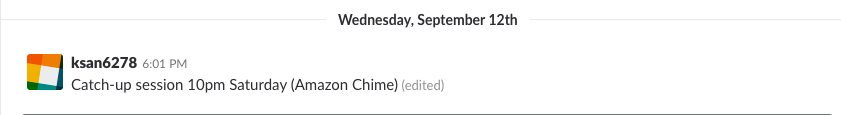 Wednesday, September 12th
ksan6278 6:01 PM
Catch-up session 10pm Saturday (Amazon Chime) (edited)